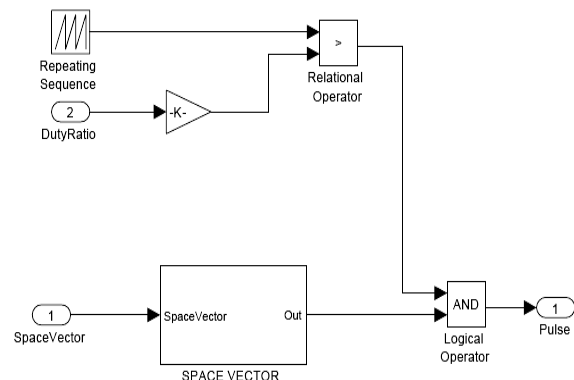 Repeating
Sequence
>
Relational
Operator
2
DutyRatio
-K-
1
SpaceVector
SpaceVector
Out
SPACE VECTOR
AND
Logical
Operator
1
Pulse